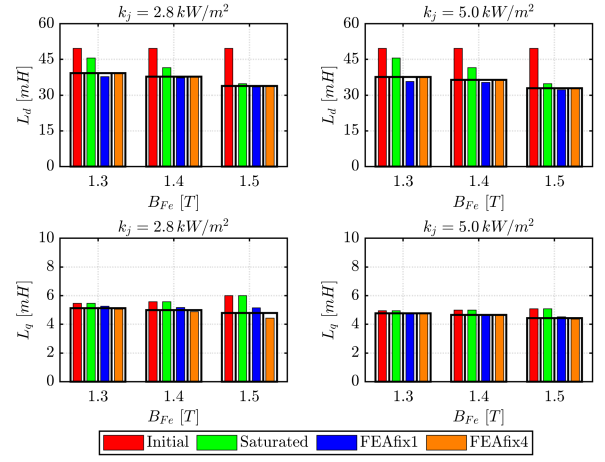 k_j = 2.8 kW/m²
k_j = 5.0 kW/m²
60
45
30
15
0
L_d [mH]
1.3 1.4 1.5
B_Fe [T]
60
45
30
15
0
L_d [mH]
1.3 1.4 1.5
B_Fe [T]
k_j = 2.8 kW/m²
k_j = 5.0 kW/m²
10
8
6
4
2
0
L_q [mH]
1.3 1.4 1.5
B_Fe [T]
10
8
6
4
2
0
L_q [mH]
1.3 1.4 1.5
B_Fe [T]
Initial Saturated FEAfix1 FEAfix4